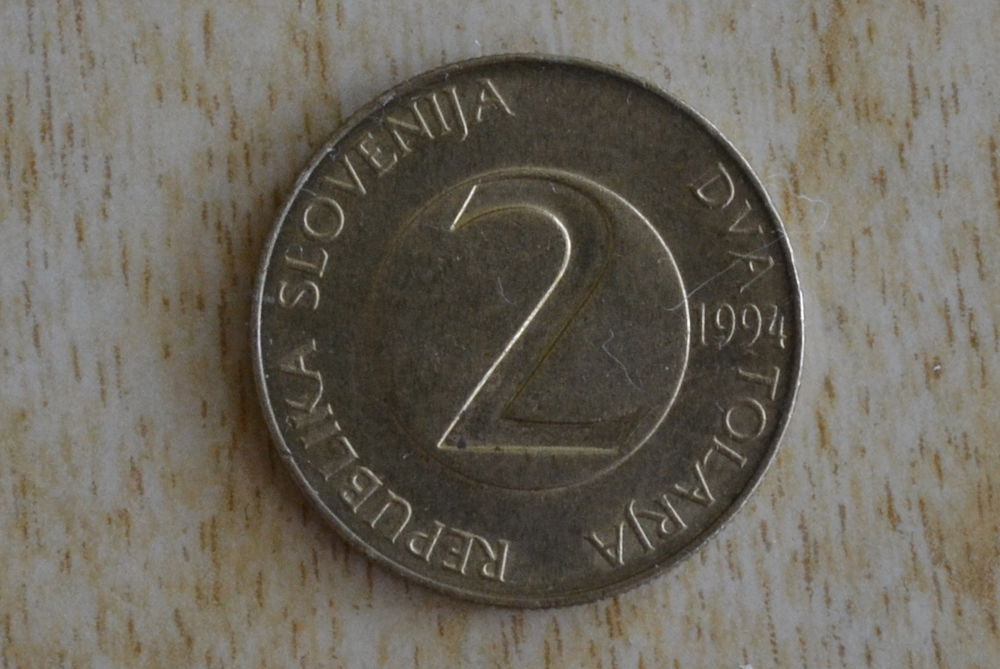 REPUBLIKA SLOVENIJA
DVA TOLARJA
1994
2